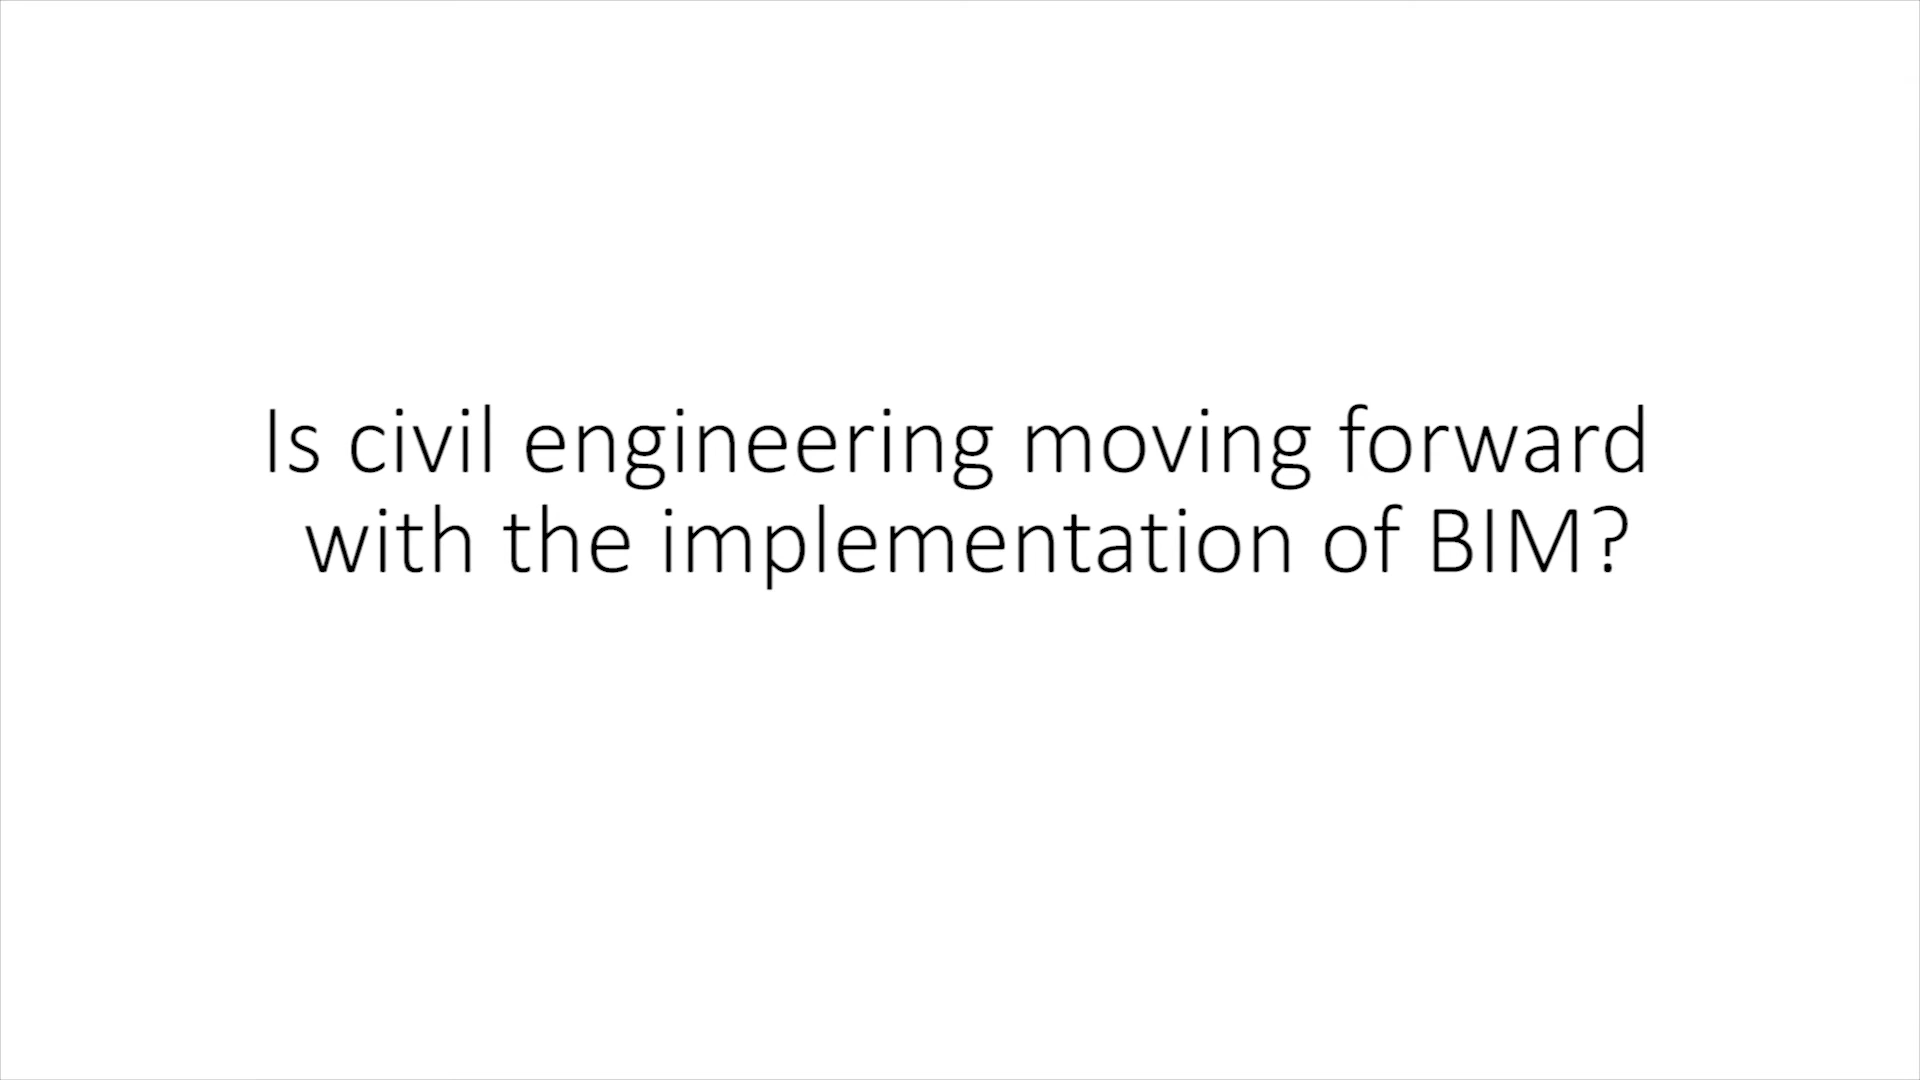 Is civil engineering moving forward
with the implementation of BIM?